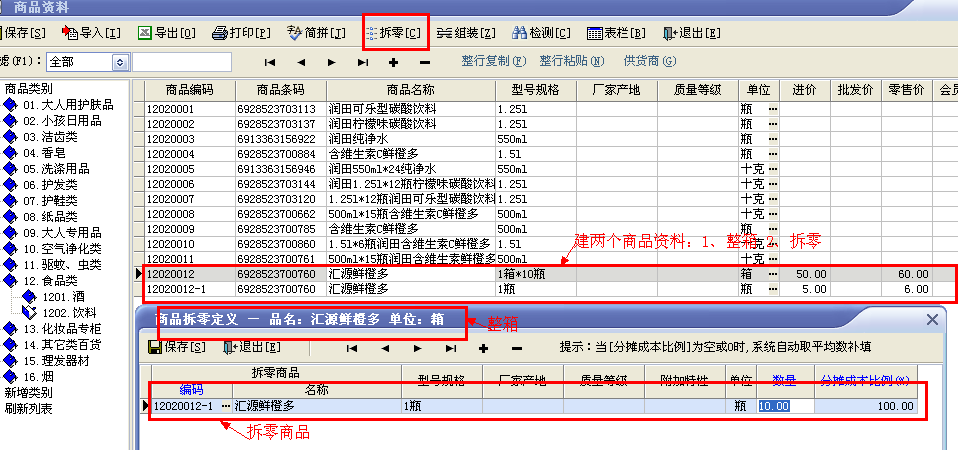 商品资料
保存[S] 导入[I] 导出[O] 打印[P] 简拼[J] 拆零[C] 组装[Z] 检测[C] 表栏[B] 退出[E]
滤(F1): 全部 整行复制(F) 整行粘贴(N) 供货商(G)
商品类别
01. 大人用护肤品
02. 小孩日用品
03. 洁齿类
04. 香皂
05. 洗涤用品
06. 护发类
07. 护鞋类
08. 纸品类
09. 大人专用品
10. 空气净化类
11. 驱蚊、虫类
12. 食品类
1201. 酒
1202. 饮料
13. 化妆品专柜
14. 其它类百货
15. 理发器材
16. 烟
新增类别
刷新列表
商品编码 商品条码 商品名称 型号规格 厂家产地 质量等级 单位 进价 批发价 零售价 会员
12020001 6928523703113 润田可乐型碳酸饮料 1.25l 瓶 ...
12020002 6928523703137 润田柠檬味碳酸饮料 1.25l 瓶 ...
12020003 6913363156922 润田纯净水 550ml 瓶 ...
12020004 6928523700884 含维生素C鲜橙多 1.5l 瓶 ...
12020005 6913363156946 润田550ml*24纯净水 550ml 十克 ...
12020006 6928523703144 润田1.25l*12瓶柠檬味碳酸饮料 1.25l 十克 ...
12020007 6928523703120 1.25l*12瓶润田可乐型碳酸饮料 1.25l 十克 ...
12020008 6928523700662 500ml*15瓶含维生素C鲜橙多 500ml 十克 ...
12020009 6928523700785 含维生素C鲜橙多 500ml 瓶 ...
12020010 6928523700860 1.5l*6瓶润田含维生素C鲜橙多 1.5l 十克 ...
12020011 6928523700761 500ml*15瓶润田含维生素C鲜橙多 500ml 十克 ...
建两个商品资料:1、整箱 2、拆零
12020012 6928523700760 汇源鲜橙多 1箱*10瓶 箱 ... 50.00 60.00
12020012-1 6928523700760 汇源鲜橙多 1瓶 瓶 ... 5.00 6.00
商品拆零定义 — 品名:汇源鲜橙多 单位:箱
整箱
保存[S] 退出[E] 提示:当[分摊成本比例]为空或0时,系统自动取平均数补填
拆零商品
编码 名称 型号规格 厂家产地 质量等级 附加特性 单位 数量 分摊成本比例(%)
12020012-1 ... 汇源鲜橙多 1瓶 瓶 10.00 100.00
拆零商品